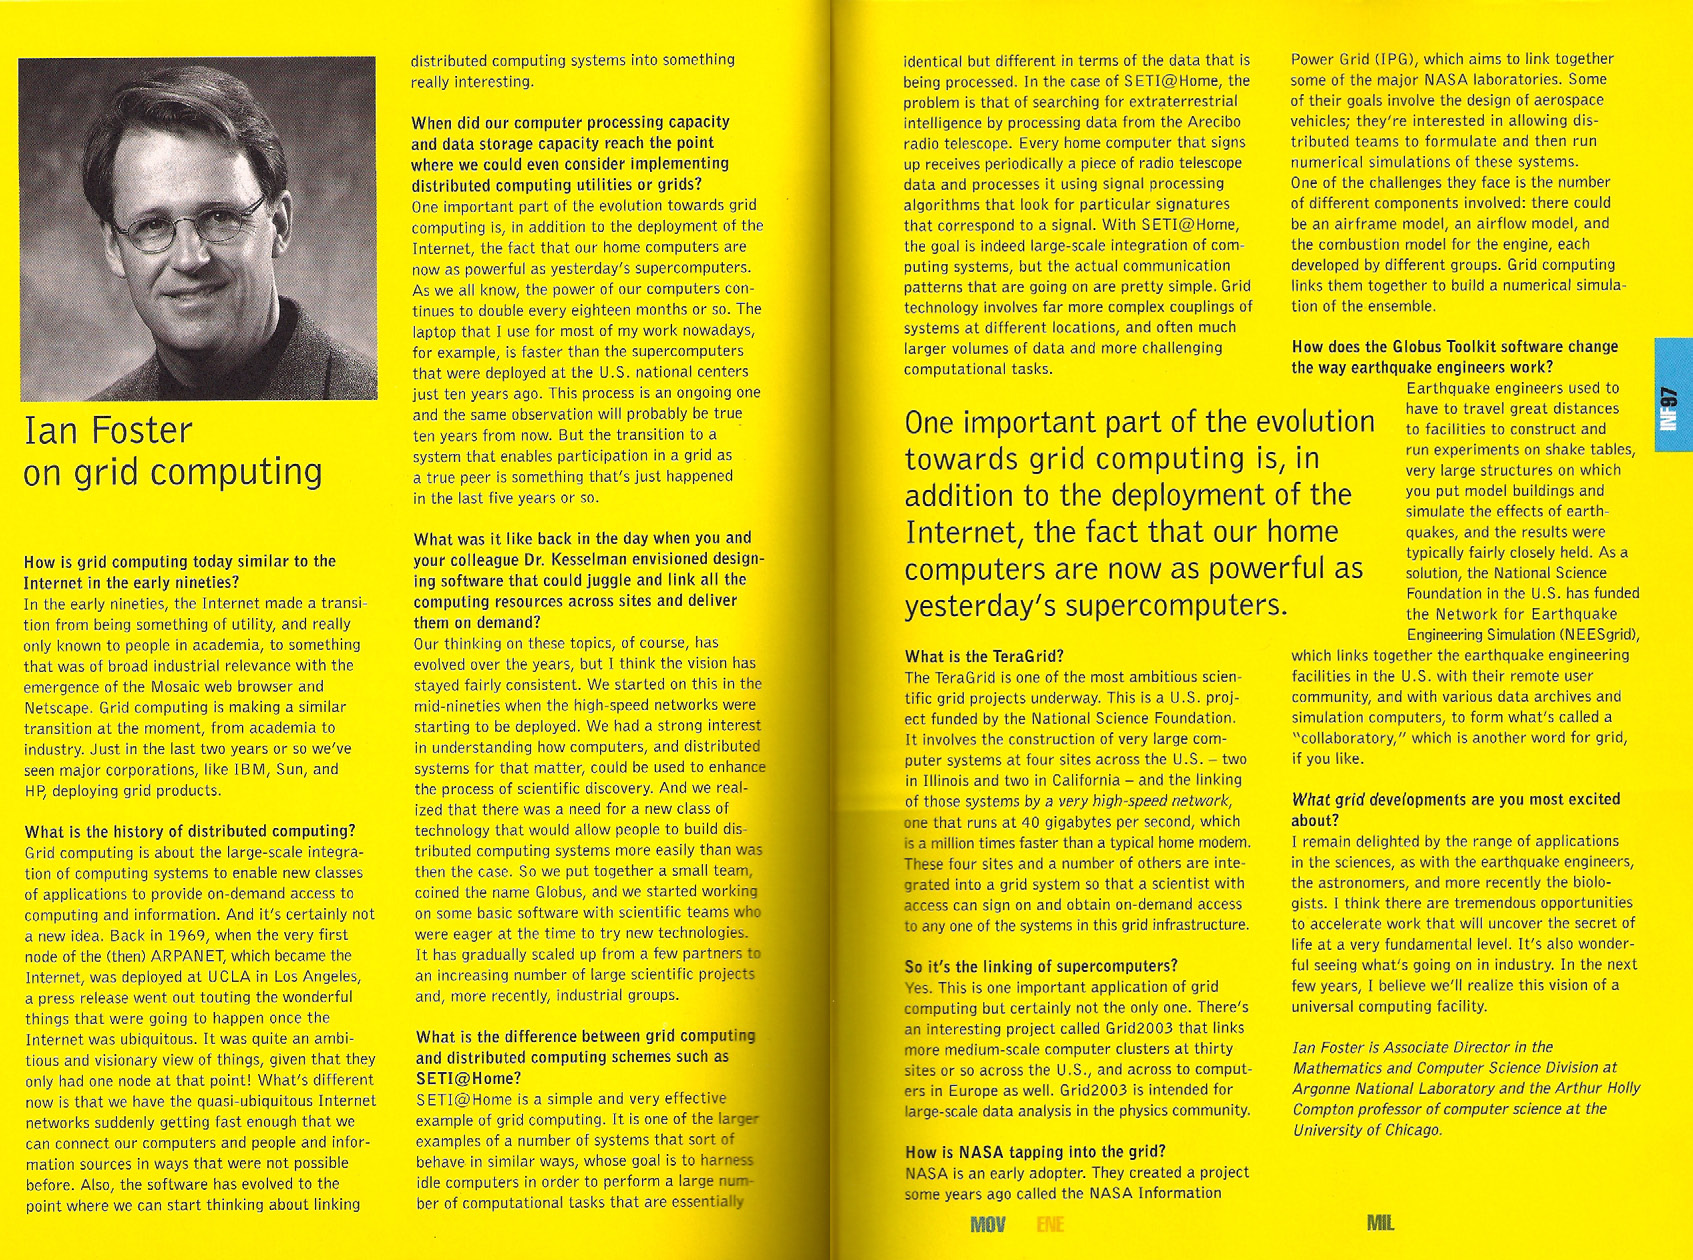 Ian Foster
on grid computing
How is grid computing today similar to the
Internet in the early nineties?
In the early nineties, the Internet made a transi-
tion from being something of utility, and really
only known to people in academia, to something
that was of broad industrial relevance with the
emergence of the Mosaic web browser and
Netscape. Grid computing is making a similar
transition at the moment, from academia to
industry. Just in the last two years or so we've
seen major corporations, like IBM, Sun, and
HP, deploying grid products.
What is the history of distributed computing?
Grid computing is about the large-scale integra-
tion of computing systems to enable new classes
of applications to provide on-demand access to
computing and information. And it's certainly not
a new idea. Back in 1969, when the very first
node of the (then) ARPANET, which became the
Internet, was deployed at UCLA in Los Angeles,
a press release went out touting the wonderful
things that were going to happen once the
Internet was ubiquitous. It was quite an ambi-
tious and visionary view of things, given that they
only had one node at that point! What's different
now is that we have the quasi-ubiquitous Internet
networks suddenly getting fast enough that we
can connect our computers and people and infor-
mation sources in ways that were not possible
before. Also, the software has evolved to the
point where we can start thinking about linking
distributed computing systems into something
really interesting.
When did our computer processing capacity
and data storage capacity reach the point
where we could even consider implementing
distributed computing utilities or grids?
One important part of the evolution towards grid
computing is, in addition to the deployment of the
Internet, the fact that our home computers are
now as powerful as yesterday's supercomputers.
As we all know, the power of our computers con-
tinues to double every eighteen months or so. The
laptop that I use for most of my work nowadays,
for example, is faster than the supercomputers
that were deployed at the U.S. national centers
just ten years ago. This process is an ongoing one
and the same observation will probably be true
ten years from now. But the transition to a
system that enables participation in a grid as
a true peer is something that's just happened
in the last five years or so.
What was it like back in the day when you and
your colleague Dr. Kesselman envisioned design-
ing software that could juggle and link all the
computing resources across sites and deliver
them on demand?
Our thinking on these topics, of course, has
evolved over the years, but I think the vision has
stayed fairly consistent. We started on this in the
mid-nineties when the high-speed networks were
starting to be deployed. We had a strong interest
in understanding how computers, and distributed
systems for that matter, could be used to enhance
the process of scientific discovery. And we real-
ized that there was a need for a new class of
technology that would allow people to build dis-
tributed computing systems more easily than was
then the case. So we put together a small team,
coined the name Globus, and we started working
on some basic software with scientific teams who
were eager at the time to try new technologies.
It has gradually scaled up from a few partners to
an increasing number of large scientific projects
and, more recently, industrial groups.
What is the difference between grid computing
and distributed computing schemes such as
SETI@Home?
SETI@Home is a simple and very effective
example of grid computing. It is one of the larger
examples of a number of systems that sort of
behave in similar ways, whose goal is to harness
idle computers in order to perform a large num-
ber of computational tasks that are essentially
identical but different in terms of the data that is
being processed. In the case of SETI@Home, the
problem is that of searching for extraterrestrial
intelligence by processing data from the Arecibo
radio telescope. Every home computer that signs
up receives periodically a piece of radio telescope
data and processes it using signal processing
algorithms that look for particular signatures
that correspond to a signal. With SETI@Home,
the goal is indeed large-scale integration of com-
puting systems, but the actual communication
patterns that are going on are pretty simple. Grid
technology involves far more complex couplings of
systems at different locations, and often much
larger volumes of data and more challenging
computational tasks.
One important part of the evolution
towards grid computing is, in
addition to the deployment of the
Internet, the fact that our home
computers are now as powerful as
yesterday's supercomputers.
What is the TeraGrid?
The TeraGrid is one of the most ambitious scien-
tific grid projects underway. This is a U.S. proj-
ect funded by the National Science Foundation.
It involves the construction of very large com-
puter systems at four sites across the U.S. – two
in Illinois and two in California – and the linking
of those systems by a very high-speed network,
one that runs at 40 gigabytes per second, which
is a million times faster than a typical home modem.
These four sites and a number of others are inte-
grated into a grid system so that a scientist with
access can sign on and obtain on-demand access
to any one of the systems in this grid infrastructure.
So it's the linking of supercomputers?
Yes. This is one important application of grid
computing but certainly not the only one. There's
an interesting project called Grid2003 that links
more medium-scale computer clusters at thirty
sites or so across the U.S., and across to comput-
ers in Europe as well. Grid2003 is intended for
large-scale data analysis in the physics community.
How is NASA tapping into the grid?
NASA is an early adopter. They created a project
some years ago called the NASA Information
Power Grid (IPG), which aims to link together
some of the major NASA laboratories. Some
of their goals involve the design of aerospace
vehicles; they're interested in allowing dis-
tributed teams to formulate and then run
numerical simulations of these systems.
One of the challenges they face is the number
of different components involved: there could
be an airframe model, an airflow model, and
the combustion model for the engine, each
developed by different groups. Grid computing
links them together to build a numerical simula-
tion of the ensemble.
How does the Globus Toolkit software change
the way earthquake engineers work?
Earthquake engineers used to
have to travel great distances
to facilities to construct and
run experiments on shake tables,
very large structures on which
you put model buildings and
simulate the effects of earth-
quakes, and the results were
typically fairly closely held. As a
solution, the National Science
Foundation in the U.S. has funded
the Network for Earthquake
Engineering Simulation (NEESgrid),
which links together the earthquake engineering
facilities in the U.S. with their remote user
community, and with various data archives and
simulation computers, to form what's called a
“collaboratory,” which is another word for grid,
if you like.
What grid developments are you most excited
about?
I remain delighted by the range of applications
in the sciences, as with the earthquake engineers,
the astronomers, and more recently the biolo-
gists. I think there are tremendous opportunities
to accelerate work that will uncover the secret of
life at a very fundamental level. It's also wonder-
ful seeing what's going on in industry. In the next
few years, I believe we'll realize this vision of a
universal computing facility.
Ian Foster is Associate Director in the
Mathematics and Computer Science Division at
Argonne National Laboratory and the Arthur Holly
Compton professor of computer science at the
University of Chicago.
INF97
MOV ENE MIL